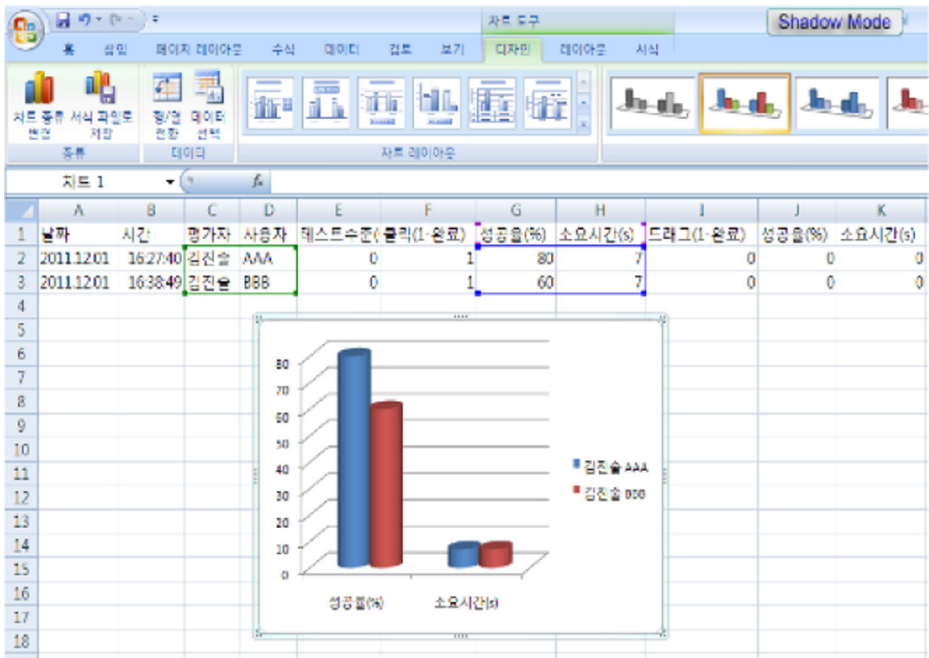 차트 도구
Shadow Mode
홈 삽입 페이지 레이아웃 수식 데이터 검토 보기 디자인 레이아웃 서식
차트 종류 변경 서식 파일로 저장 행/열 전환 데이터 선택
종류 데이터 차트 레이아웃
차트 1 fx
A B C D E F G H I J K
1 날짜 시간 평가자 사용자 테스트수준( 클릭(1-완료) 성공율(%) 소요시간(s) 드래그(1-완료) 성공율(%) 소요시간(s)
2 2011.12.01 16:27:40 김진술 AAA 0 1 80 7 0 0 0
3 2011.12.01 16:38:49 김진술 BBB 0 1 60 7 0 0 0
4
5
6
7
8
9
10
11
12
13
14
15
16
17
18
80
70
60
50
40
30
20
10
0
김진술 AAA
김진술 BBB
성공율(%) 소요시간(s)